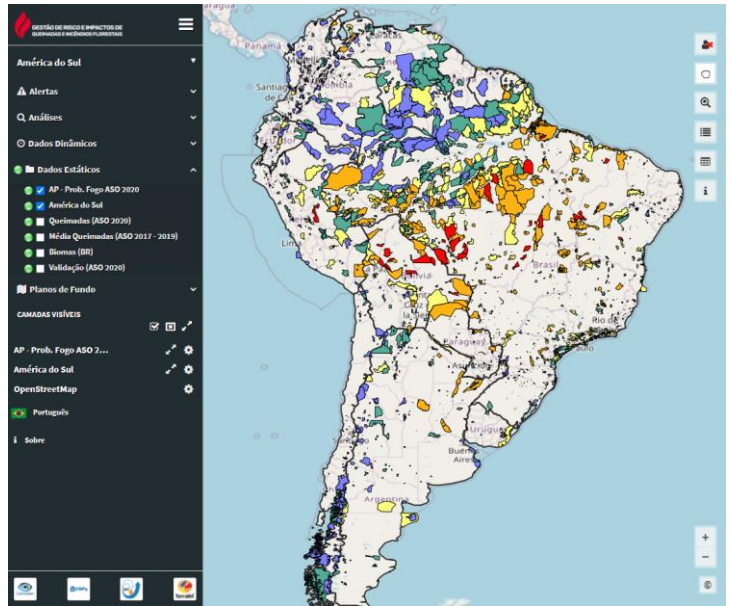 GESTÃO DE RISCO E IMPACTOS DE
QUEIMADAS E INCÊNDIOS FLORESTAIS
América do Sul
Alertas
Análises
Dados Dinâmicos
Dados Estáticos
AP - Prob. Fogo ASO 2020
América do Sul
Queimadas (ASO 2020)
Média Queimadas (ASO 2017 - 2019)
Biomas (BR)
Validação (ASO 2020)
Planos de Fundo
CAMADAS VISÍVEIS
AP - Prob. Fogo ASO 2...
América do Sul
OpenStreetMap
Português
i Sobre
Panamá
Caracas
Ecuador
Lima
Brasil
Rio de
Paulo
Paraguay
Buenos
Aires
Argentina
i
+
−
©